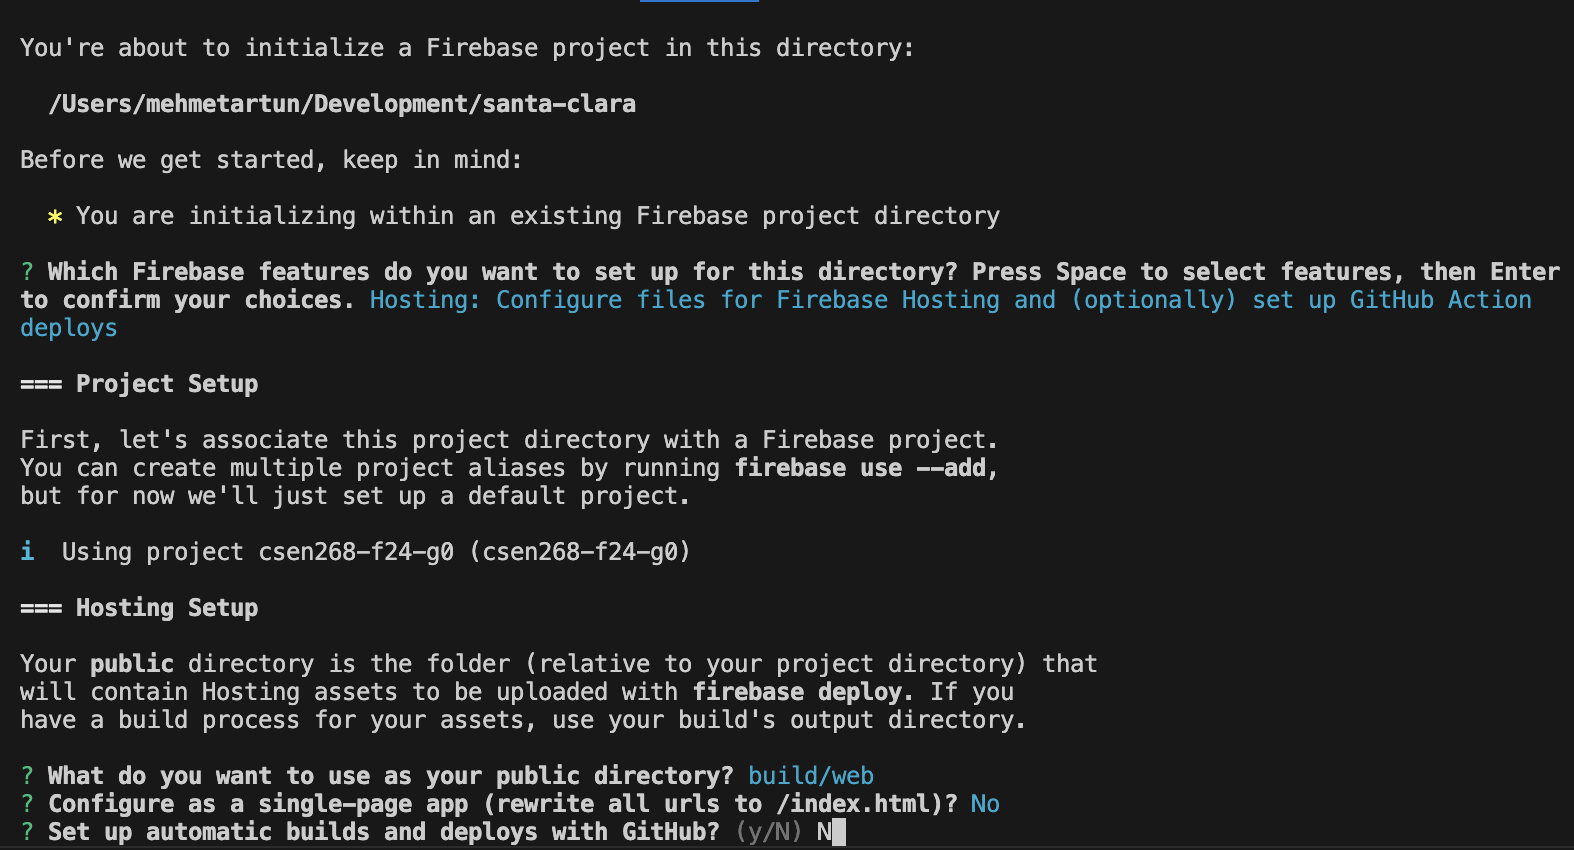 You're about to initialize a Firebase project in this directory:
/Users/mehmetartun/Development/santa-clara
Before we get started, keep in mind:
* You are initializing within an existing Firebase project directory
? Which Firebase features do you want to set up for this directory? Press Space to select features, then Enter
to confirm your choices. Hosting: Configure files for Firebase Hosting and (optionally) set up GitHub Action
deploys
=== Project Setup
First, let's associate this project directory with a Firebase project.
You can create multiple project aliases by running firebase use --add,
but for now we'll just set up a default project.
i  Using project csen268-f24-g0 (csen268-f24-g0)
=== Hosting Setup
Your public directory is the folder (relative to your project directory) that
will contain Hosting assets to be uploaded with firebase deploy. If you
have a build process for your assets, use your build's output directory.
? What do you want to use as your public directory? build/web
? Configure as a single-page app (rewrite all urls to /index.html)? No
? Set up automatic builds and deploys with GitHub? (y/N) N